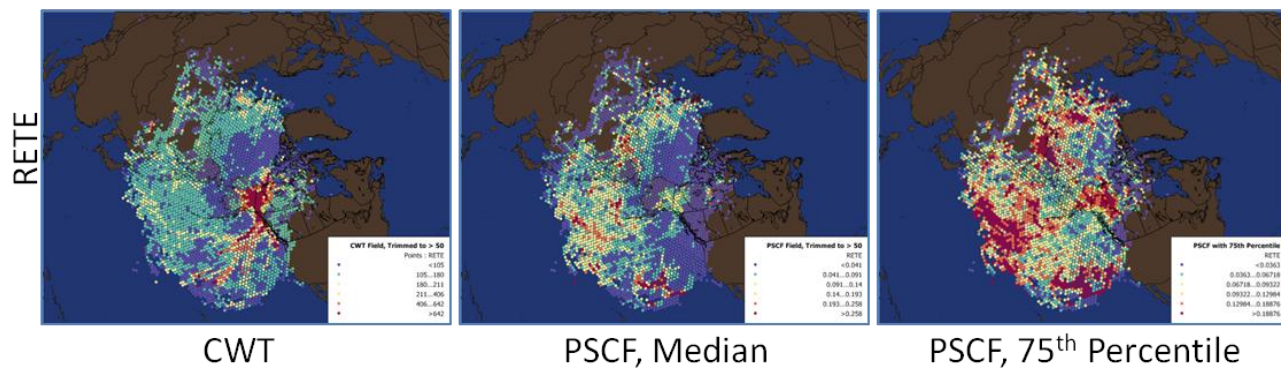 RETE
CWT Field, Trimmed to > 50
Points : RETE
<105
105...180
180...211
211...406
406...642
>642
PSCF Field, Trimmed to > 50
RETE
<0.041
0.041...0.091
0.091...0.14
0.14...0.193
0.193...0.258
>0.258
PSCF with 75th Percentile
RETE
<0.0363
0.0363...0.06718
0.06718...0.09322
0.09322...0.12984
0.12984...0.18876
>0.18876
CWT
PSCF, Median
PSCF, 75th Percentile